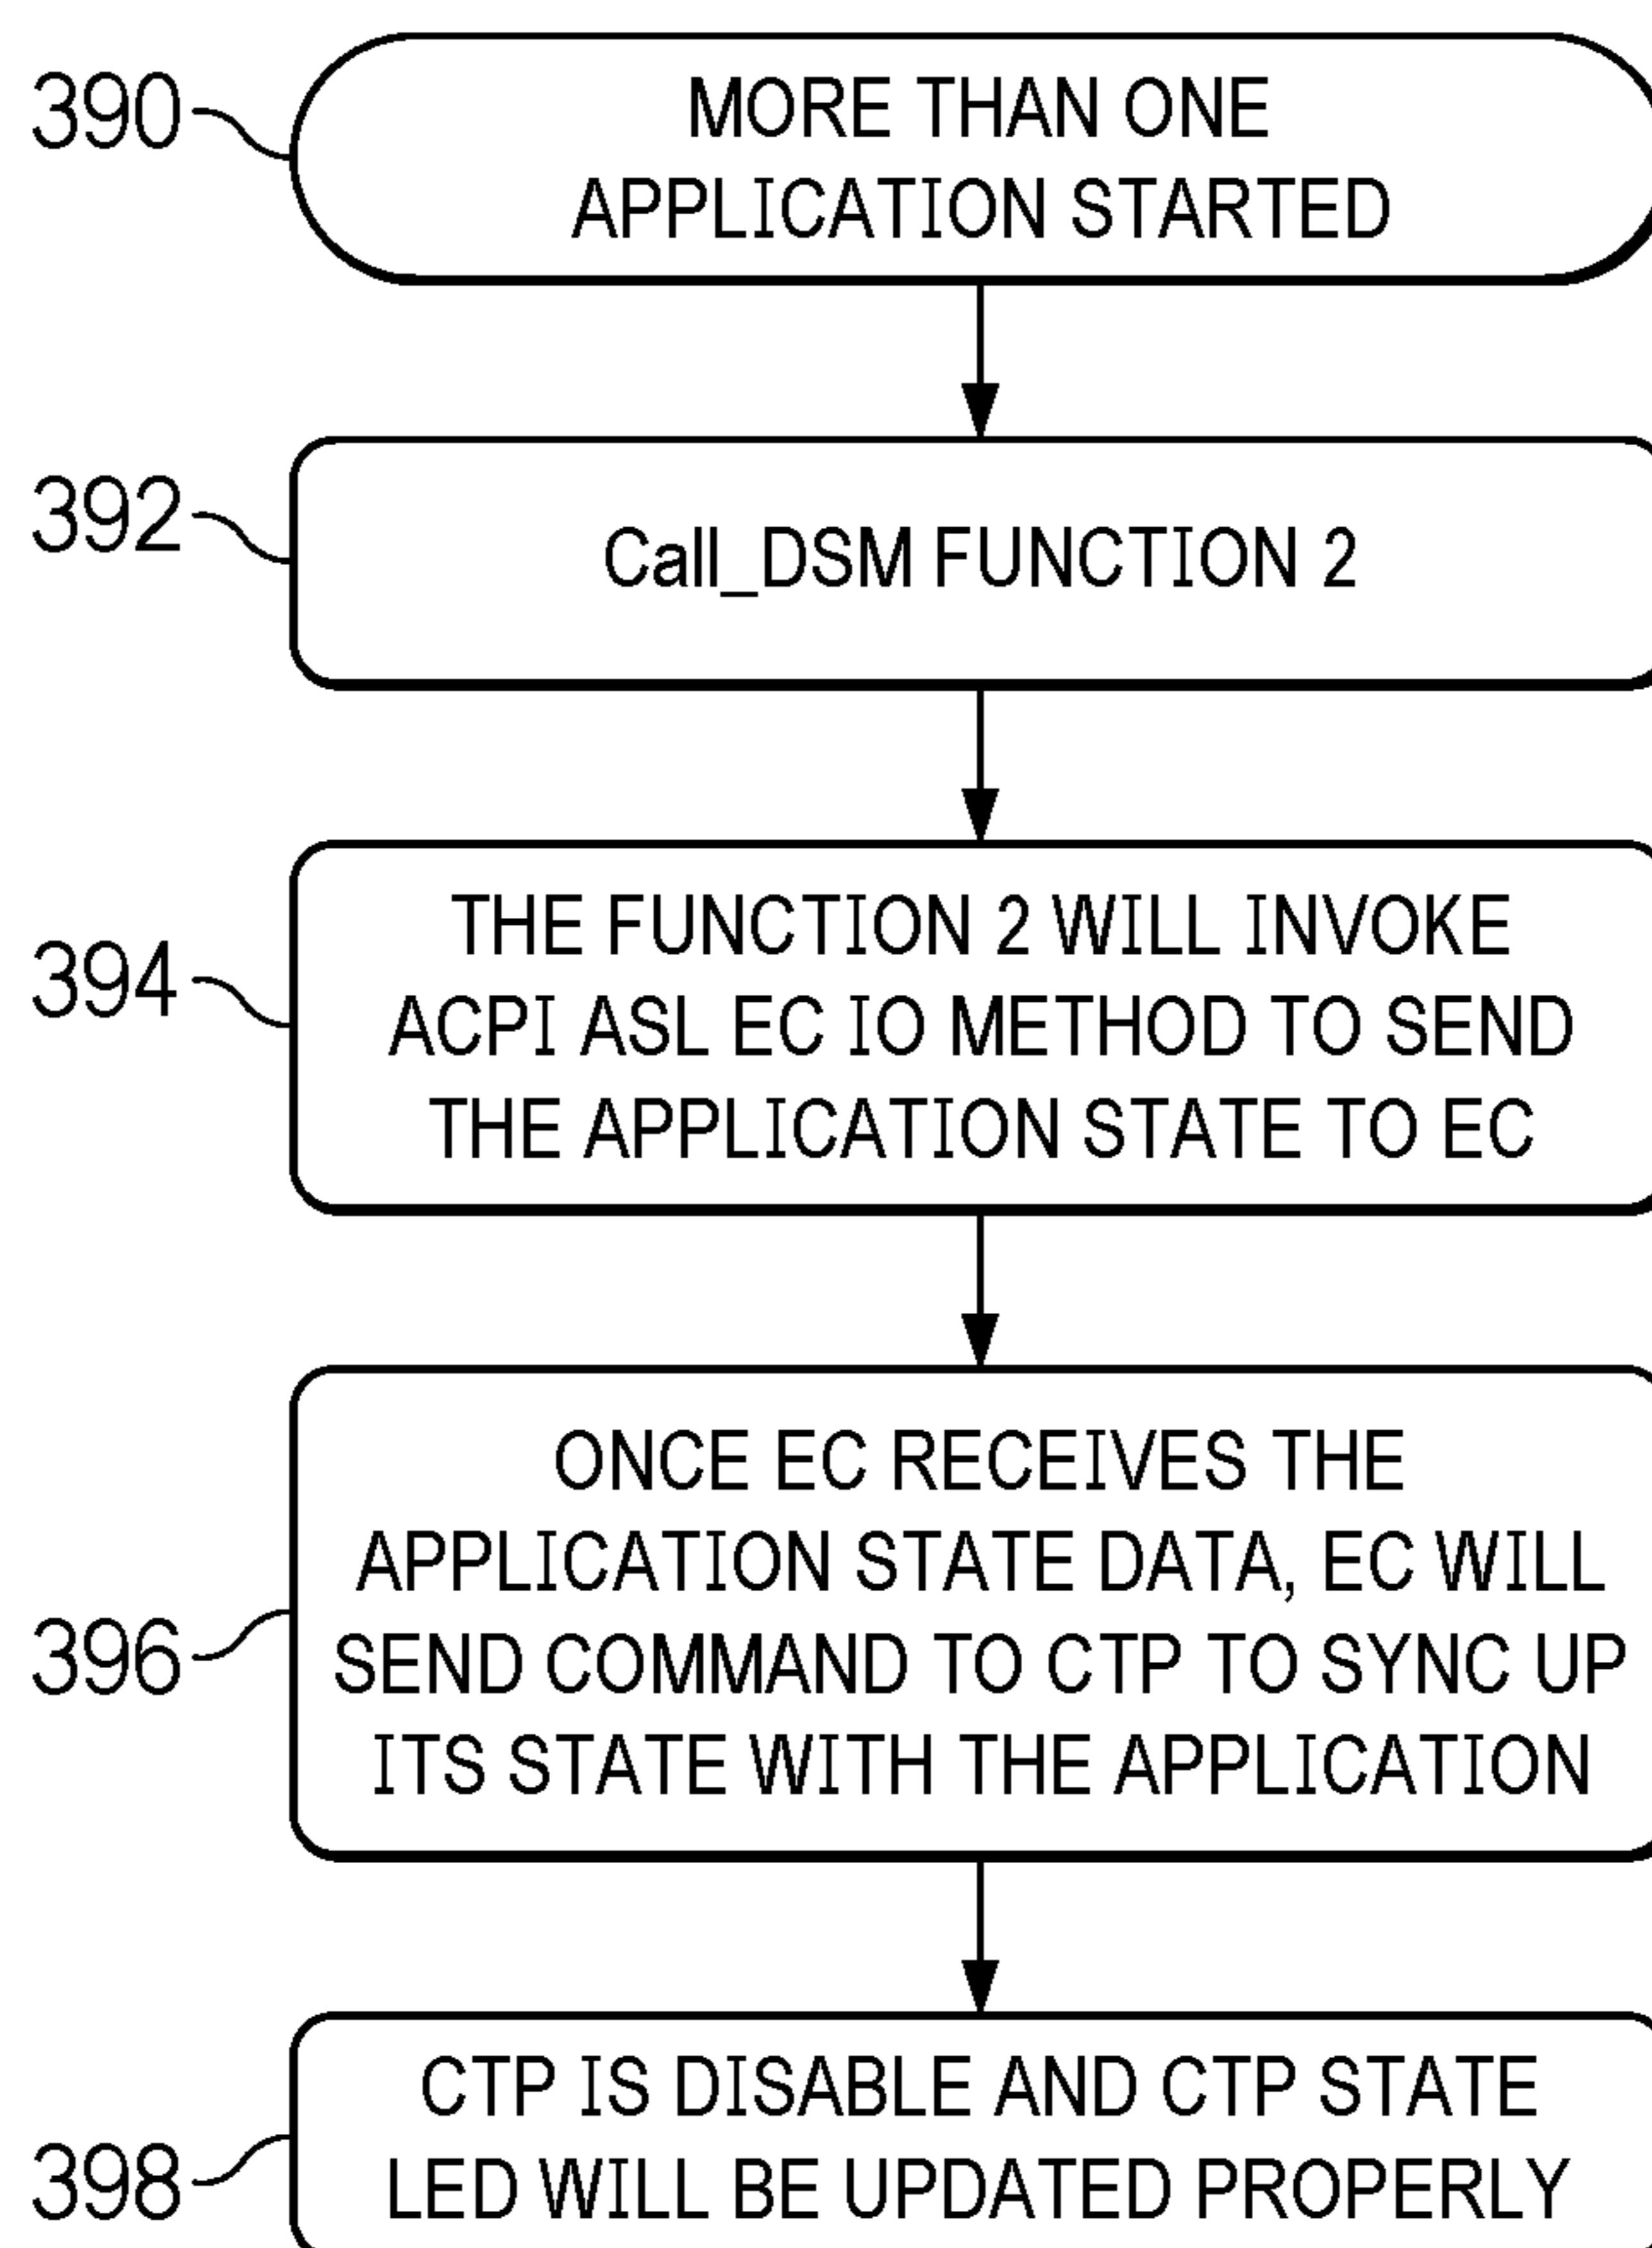 390
MORE THAN ONE
APPLICATION STARTED
392
Call_DSM FUNCTION 2
394
THE FUNCTION 2 WILL INVOKE
ACPI ASL EC IO METHOD TO SEND
THE APPLICATION STATE TO EC
396
ONCE EC RECEIVES THE
APPLICATION STATE DATA, EC WILL
SEND COMMAND TO CTP TO SYNC UP
ITS STATE WITH THE APPLICATION
398
CTP IS DISABLE AND CTP STATE
LED WILL BE UPDATED PROPERLY